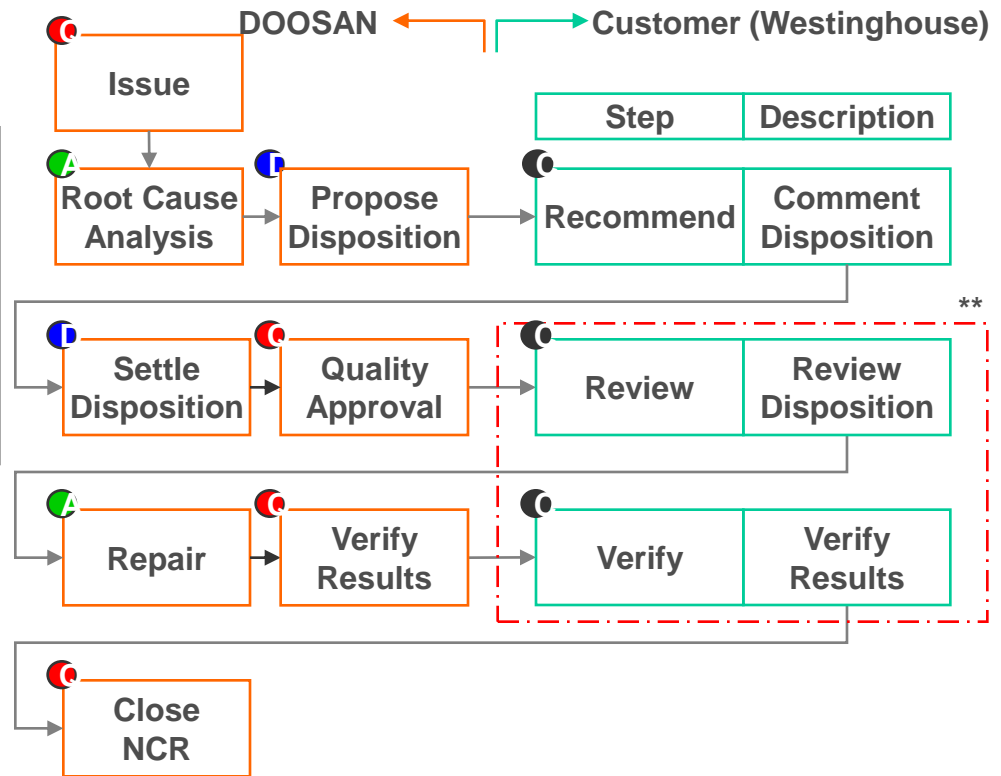 DOOSAN
Customer (Westinghouse)
Q
Issue
Step
Description
A
Root Cause
Analysis
D
Propose
Disposition
Recommend
Comment
Disposition
**
D
Settle
Disposition
Q
Quality
Approval
Review
Review
Disposition
A
Repair
Q
Verify
Results
Verify
Verify
Results
Q
Close
NCR